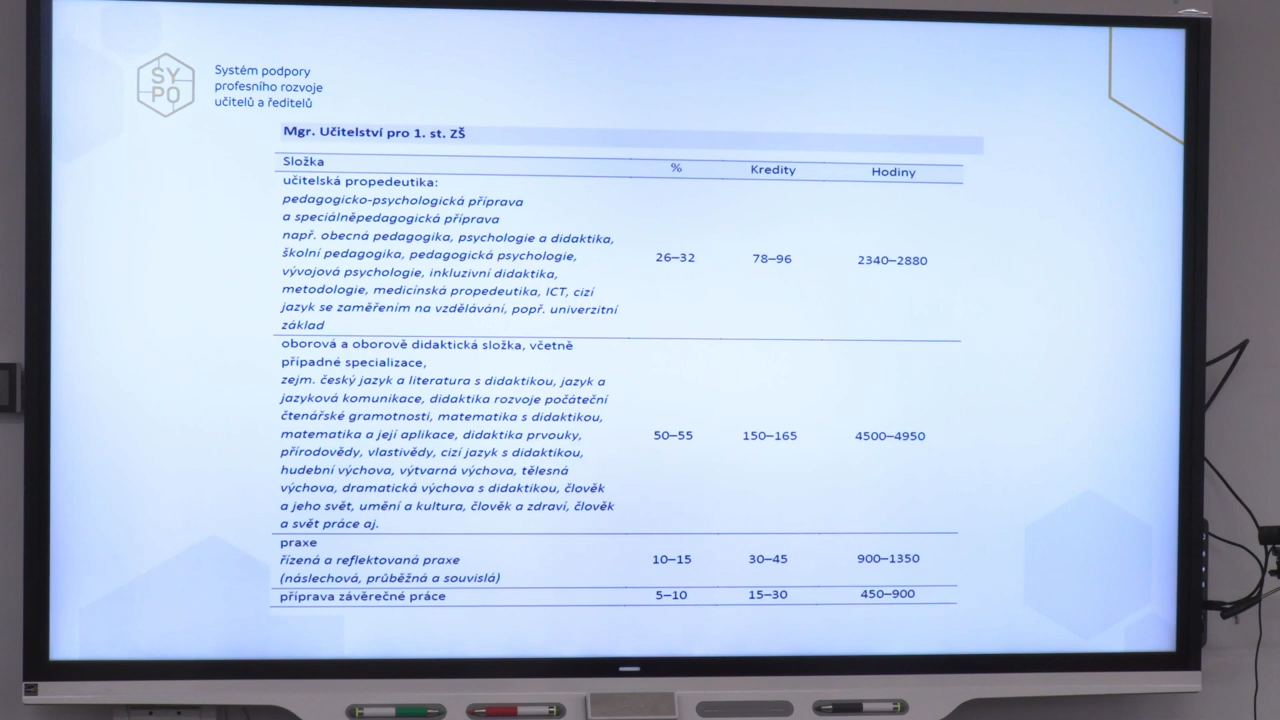 SY
PO
Systém podpory
profesního rozvoje
učitelů a ředitelů
Mgr. Učitelství pro 1. st. ZŠ
Složka % Kredity Hodiny
učitelská propedeutika:
pedagogicko-psychologická příprava
a speciálněpedagogická příprava
např. obecná pedagogika, psychologie a didaktika,
školní pedagogika, pedagogická psychologie,
vývojová psychologie, inkluzivní didaktika,
metodologie, medicínská propedeutika, ICT, cizí
jazyk se zaměřením na vzdělávání, popř. univerzitní
základ
26–32 78–96 2340–2880
oborová a oborově didaktická složka, včetně
případné specializace,
zejm. český jazyk a literatura s didaktikou, jazyk a
jazyková komunikace, didaktika rozvoje počáteční
čtenářské gramotnosti, matematika s didaktikou,
matematika a její aplikace, didaktika prvouky,
přírodovědy, vlastivědy, cizí jazyk s didaktikou,
hudební výchova, výtvarná výchova, tělesná
výchova, dramatická výchova s didaktikou, člověk
a jeho svět, umění a kultura, člověk a zdraví, člověk
a svět práce aj.
50–55 150–165 4500–4950
praxe
řízená a reflektovaná praxe
(náslechová, průběžná a souvislá)
10–15 30–45 900–1350
příprava závěrečné práce 5–10 15–30 450–900